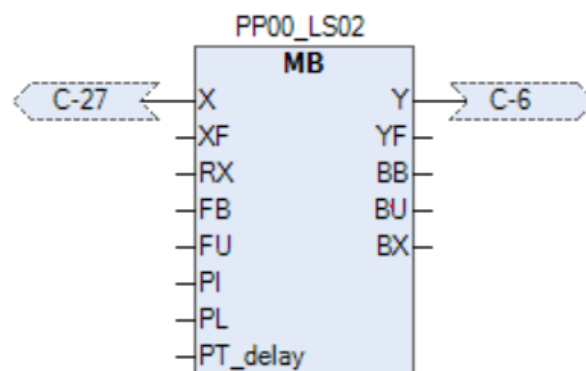 PP00_LS02
MB
C-27 X Y C-6
XF YF
RX BB
FB BU
FU BX
PI
PL
PT_delay